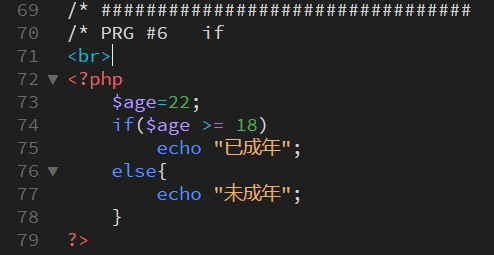 69 /* #################################
70 /* PRG #6   if
71 <br>
72 <?php
73     $age=22;
74     if($age >= 18)
75         echo "已成年";
76     else{
77         echo "未成年";
78     }
79 ?>